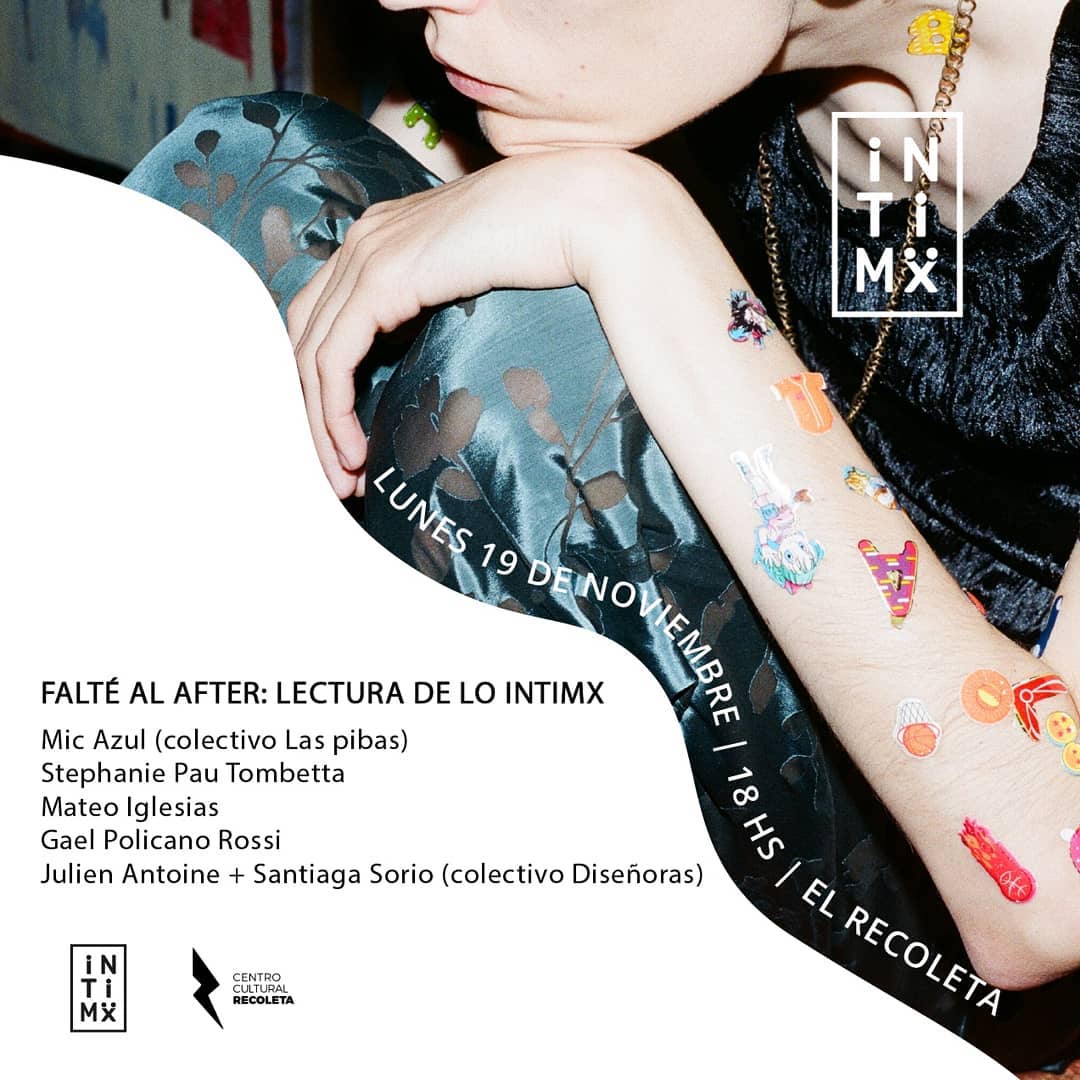 iN
Ti
MẌ
LUNES 19 DE NOVIEMBRE | 18 HS | EL RECOLETA
FALTÉ AL AFTER: LECTURA DE LO INTIMX
Mic Azul (colectivo Las pibas)
Stephanie Pau Tombetta
Mateo Iglesias
Gael Policano Rossi
Julien Antoine + Santiaga Sorio (colectivo Diseñoras)
iN
Ti
MẌ
CENTRO
CULTURAL
RECOLETA